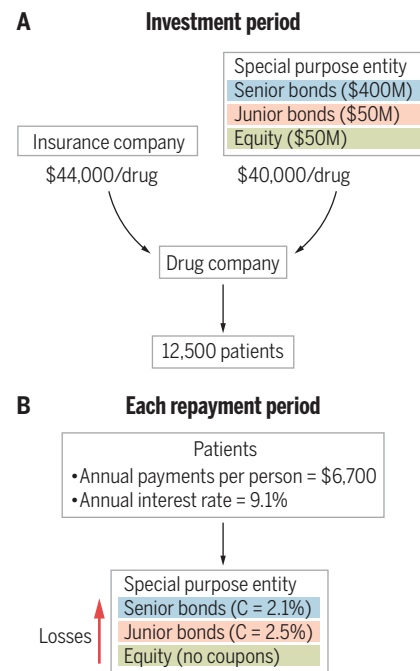 A Investment period
Special purpose entity
Senior bonds ($400M)
Junior bonds ($50M)
Equity ($50M)
Insurance company
$44,000/drug
$40,000/drug
Drug company
12,500 patients
B Each repayment period
Patients
•Annual payments per person = $6,700
•Annual interest rate = 9.1%
Special purpose entity
Senior bonds (C = 2.1%)
Junior bonds (C = 2.5%)
Equity (no coupons)
Losses